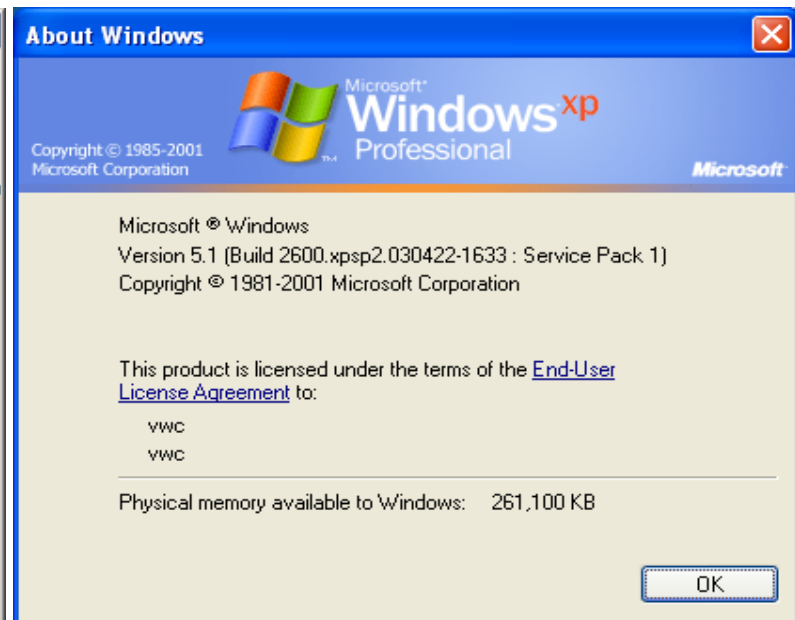 About Windows
Microsoft®
Windows xp
Professional
TM
Copyright © 1985-2001
Microsoft Corporation
Microsoft
Microsoft ® Windows
Version 5.1 (Build 2600.xpsp2.030422-1633 : Service Pack 1)
Copyright © 1981-2001 Microsoft Corporation
This product is licensed under the terms of the End-User
License Agreement to:
vwc
vwc
Physical memory available to Windows: 261,100 KB
OK